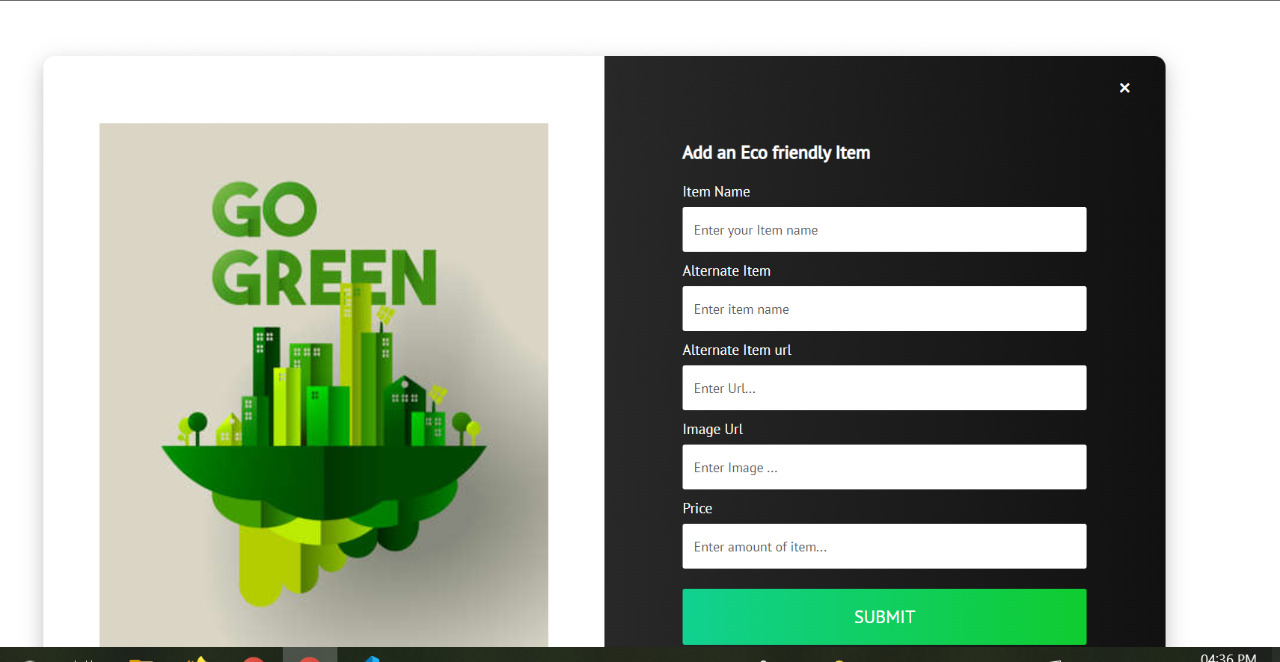 GO
GREEN
×
Add an Eco friendly Item
Item Name
Enter your Item name
Alternate Item
Enter item name
Alternate Item url
Enter Url...
Image Url
Enter Image ...
Price
Enter amount of item...
SUBMIT
04:36 PM